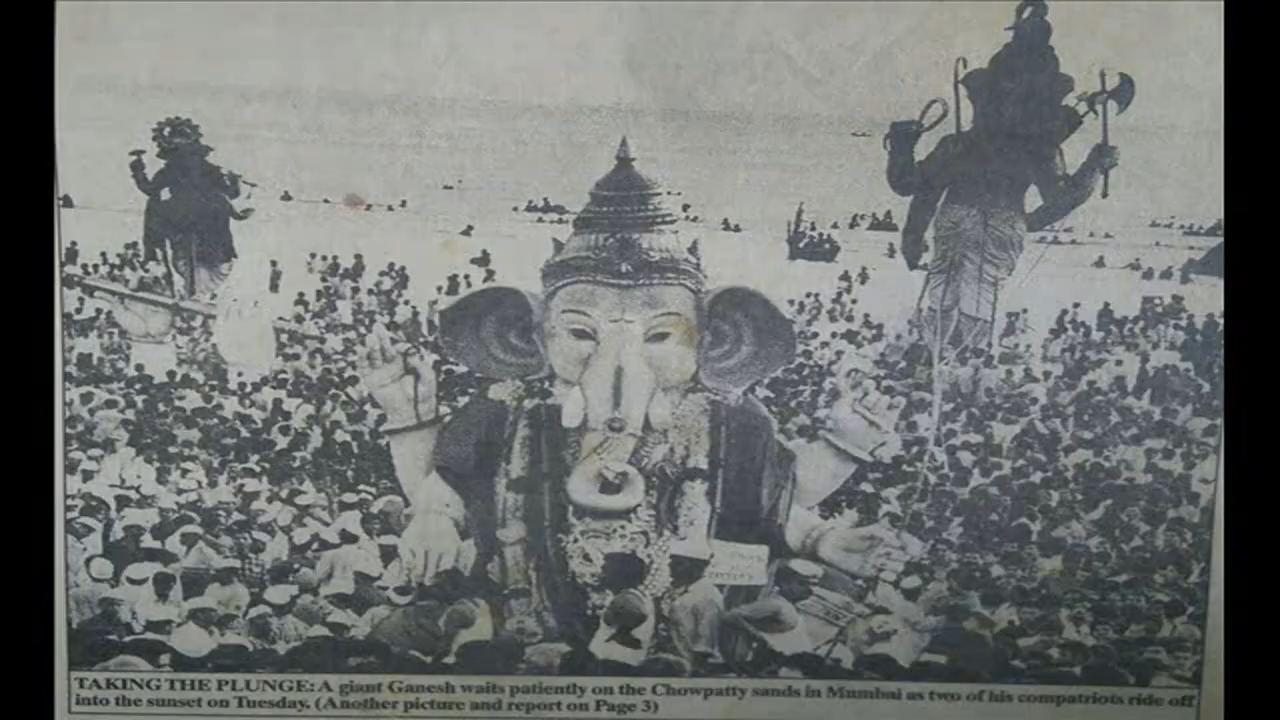 TAKING THE PLUNGE: A giant Ganesh waits patiently on the Chowpatty sands in Mumbai as two of his compatriots ride off
into the sunset on Tuesday. (Another picture and report on Page 3)